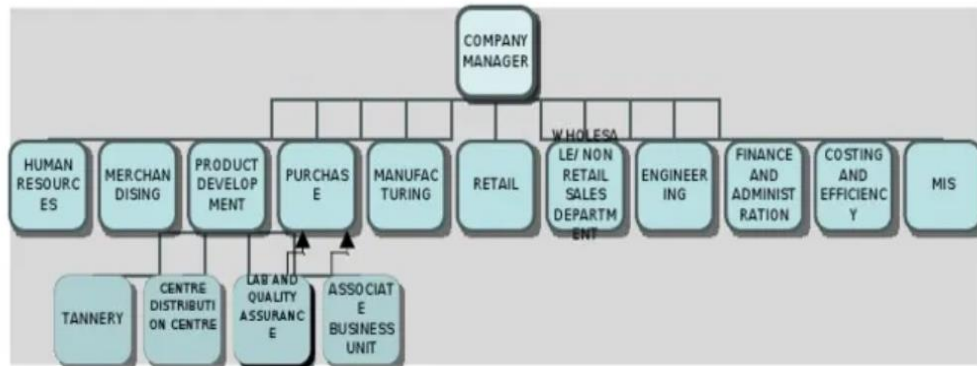 COMPANY
MANAGER
HUMAN
RESOURC
ES
MERCHAN
DISING
PRODUCT
DEVELOP
MENT
PURCHAS
E
MANUFAC
TURING
RETAIL
WHOLESA
LE/ NON
RETAIL
SALES
DEPARTM
ENT
ENGINEER
ING
FINANCE
AND
ADMINIST
RATION
COSTING
AND
EFFICIENC
Y
MIS
TANNERY
CENTRE
DISTRIBUTI
ON CENTRE
LAB AND
QUALITY
ASSURANC
E
ASSOCIAT
E
BUSINESS
UNIT